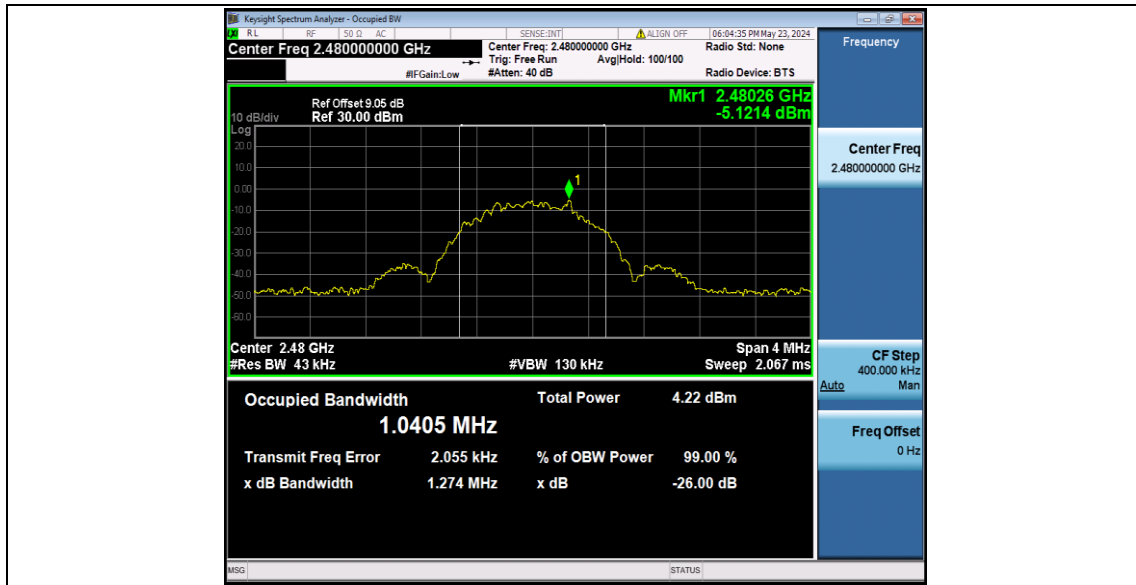 Keysight Spectrum Analyzer - Occupied BW
RL RF 50 Ω AC SENSE:INT ALIGN OFF 06:04:35 PM May 23, 2024
Center Freq 2.480000000 GHz
Center Freq: 2.480000000 GHz
Radio Std: None
Trig: Free Run Avg|Hold: 100/100
#IFGain:Low #Atten: 40 dB Radio Device: BTS
Frequency
Mkr1 2.48026 GHz
-5.1214 dBm
Ref Offset 9.05 dB
10 dB/div Ref 30.00 dBm
Log
20.0
10.0
0.00
-10.0
-20.0
-30.0
-40.0
-50.0
-60.0
1
Center 2.48 GHz Span 4 MHz
#Res BW 43 kHz #VBW 130 kHz Sweep 2.067 ms
Occupied Bandwidth Total Power 4.22 dBm
1.0405 MHz
Transmit Freq Error 2.055 kHz % of OBW Power 99.00 %
x dB Bandwidth 1.274 MHz x dB -26.00 dB
Center Freq
2.480000000 GHz
CF Step
400.000 kHz
Auto Man
Freq Offset
0 Hz
MSG STATUS